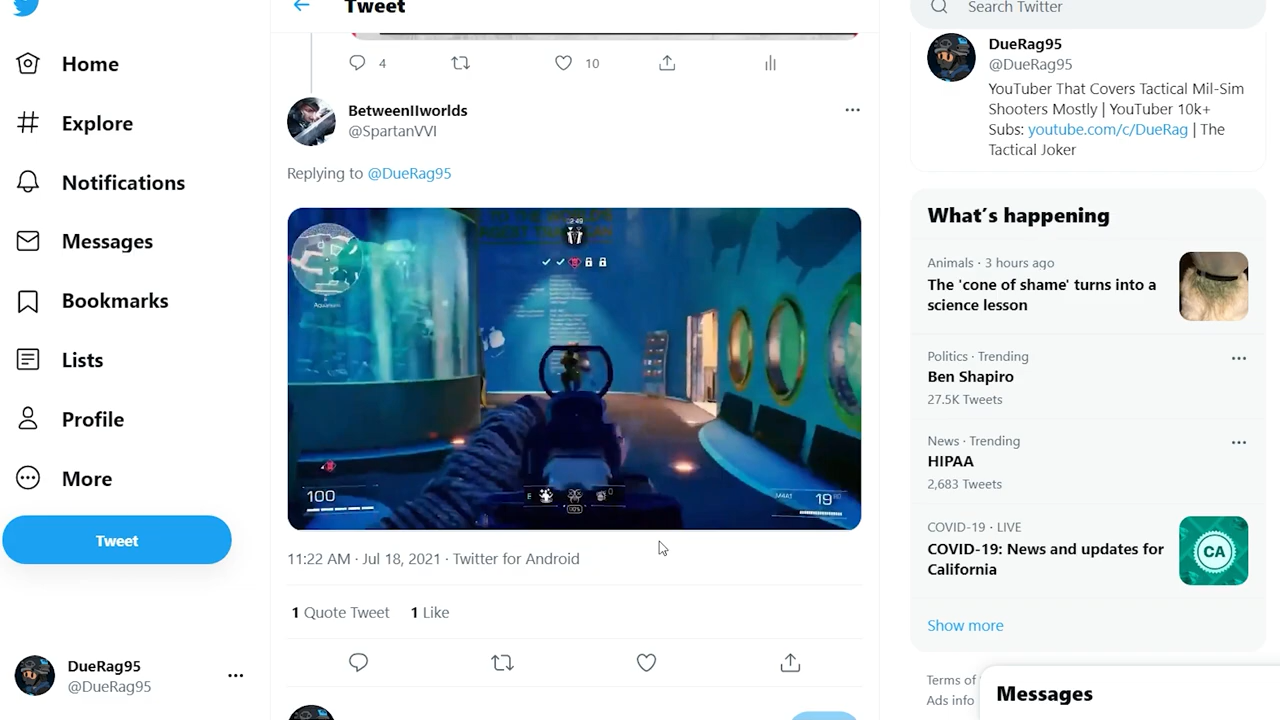 Home
Explore
Notifications
Messages
Bookmarks
Lists
Profile
More
Tweet
DueRag95
@DueRag95
Tweet
4
10
BetweenIIworlds
@SpartanVVI
Replying to @DueRag95
02:49
Aquarium
100
M4A1
19
11:22 AM · Jul 18, 2021 · Twitter for Android
1 Quote Tweet 1 Like
Search Twitter
DueRag95
@DueRag95
YouTuber That Covers Tactical Mil-Sim
Shooters Mostly | YouTuber 10k+
Subs: youtube.com/c/DueRag | The
Tactical Joker
What's happening
Animals · 3 hours ago
The 'cone of shame' turns into a
science lesson
Politics · Trending
Ben Shapiro
27.5K Tweets
News · Trending
HIPAA
2,683 Tweets
COVID-19 · LIVE
COVID-19: News and updates for
California
CA
Show more
Terms of
Ads info
Messages